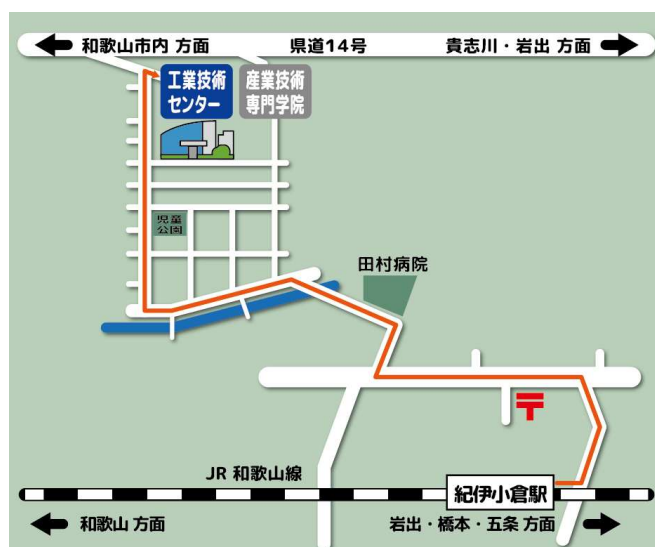 和歌山市内 方面
県道14号
貴志川・岩出 方面
工業技術
センター
産業技術
専門学院
児童
公園
田村病院
JR 和歌山線
紀伊小倉駅
和歌山 方面
岩出・橋本・五条 方面